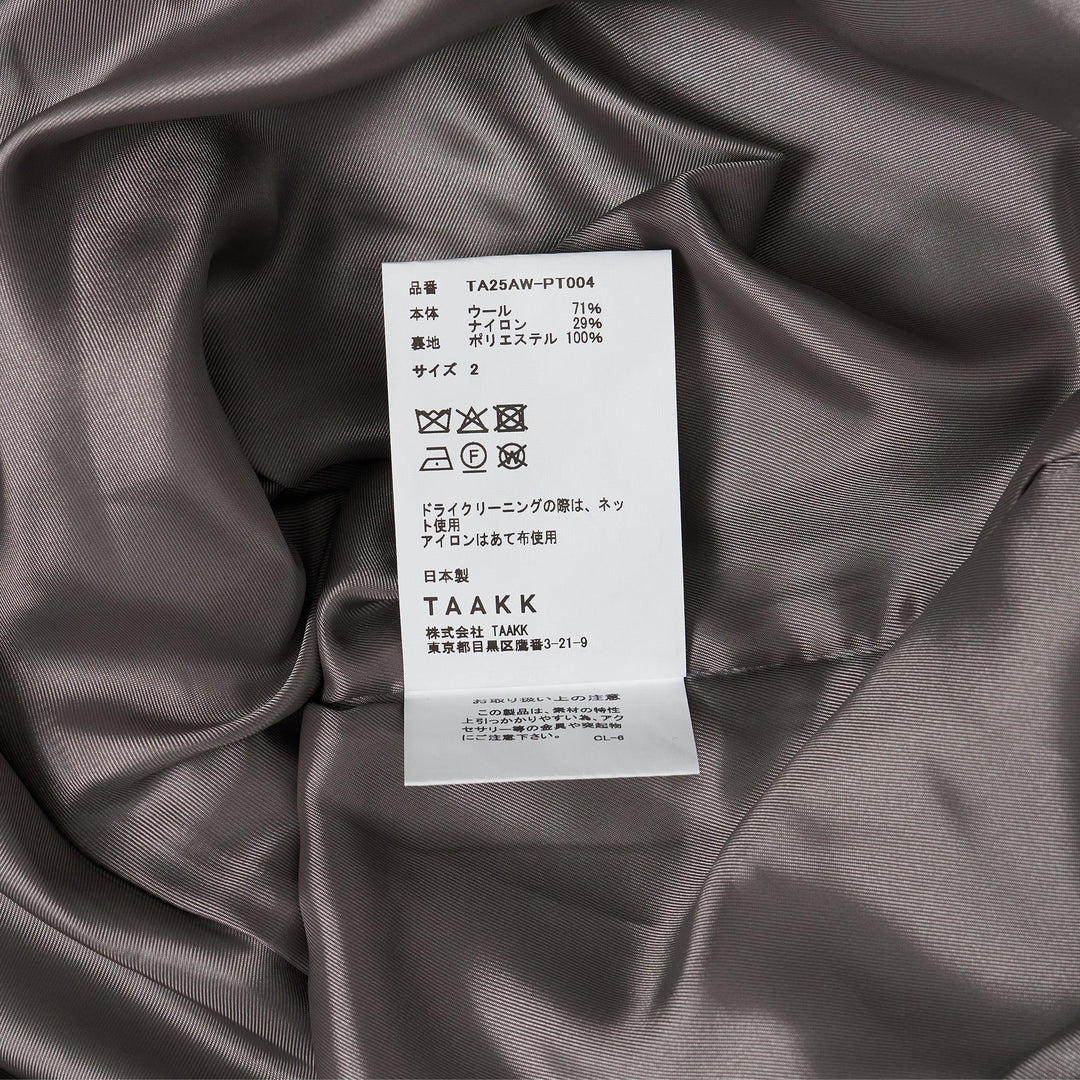 品番 TA25AW-PT004
本体 ウール 71%
ナイロン 29%
裏地 ポリエステル 100%
サイズ 2
F
W
ドライクリーニングの際は、ネッ
ト使用
アイロンはあて布使用
日本製
TAAKK
株式会社 TAAKK
東京都目黒区鷹番3-21-9
お取り扱い上の注意
この製品は、素材の特性
上引っかかりやすい為、アク
セサリー等の金具や突起物
にご注意下さい。 CL-6